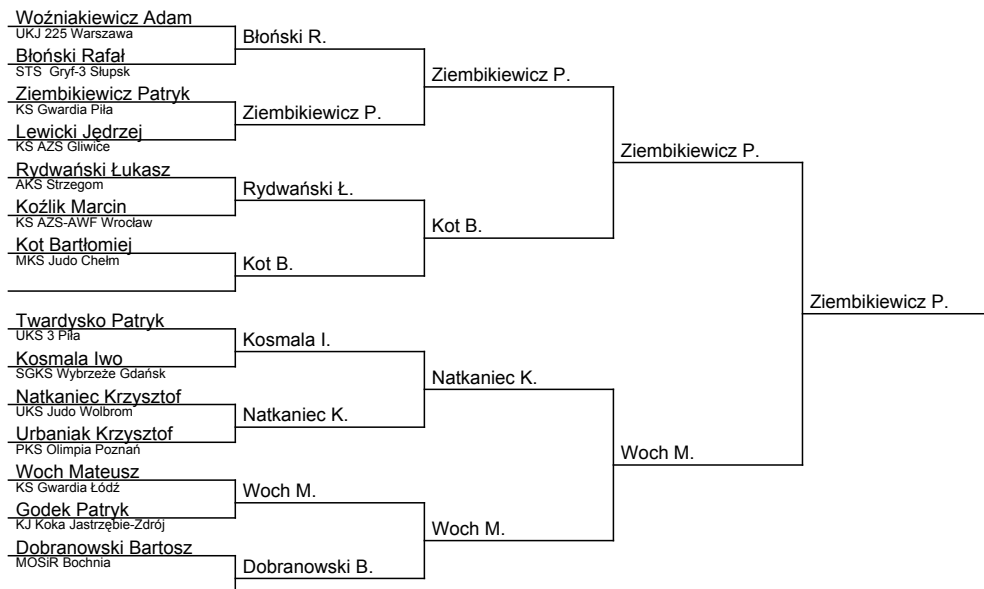 Woźniakiewicz Adam
UKJ 225 Warszawa
Błoński Rafał
STS Gryf-3 Słupsk
Ziembikiewicz Patryk
KS Gwardia Piła
Lewicki Jędrzej
KS AZS Gliwice
Rydwański Łukasz
AKS Strzegom
Koźlik Marcin
KS AZS-AWF Wrocław
Kot Bartłomiej
MKS Judo Chełm
Twardysko Patryk
UKS 3 Piła
Kosmala Iwo
SGKS Wybrzeże Gdańsk
Natkaniec Krzysztof
UKS Judo Wolbrom
Urbaniak Krzysztof
PKS Olimpia Poznań
Woch Mateusz
KS Gwardia Łódź
Godek Patryk
KJ Koka Jastrzębie-Zdrój
Dobranowski Bartosz
MOSiR Bochnia
Błoński R.
Ziembikiewicz P.
Rydwański Ł.
Kot B.
Kosmala I.
Natkaniec K.
Woch M.
Dobranowski B.
Ziembikiewicz P.
Kot B.
Natkaniec K.
Woch M.
Ziembikiewicz P.
Woch M.
Ziembikiewicz P.